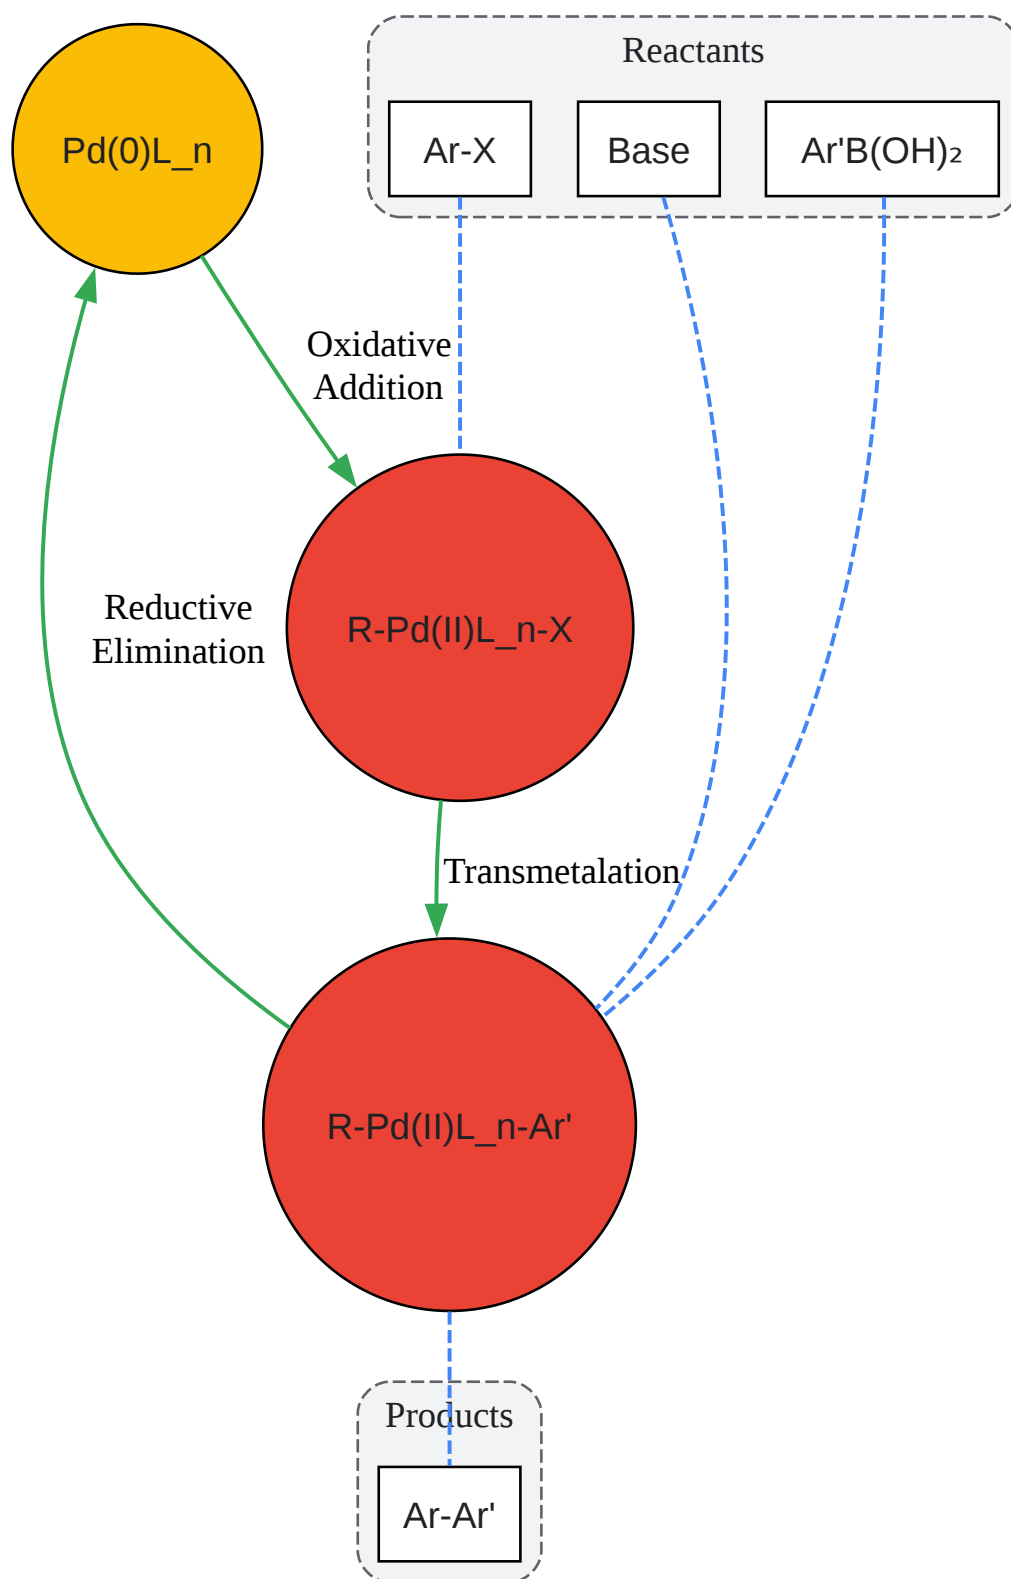 Reactants
Pd(0)L_n
Ar-X
Base
Ar'B(OH)₂
Oxidative
Addition
Reductive
Elimination
R-Pd(II)L_n-X
Transmetalation
R-Pd(II)L_n-Ar'
Products
Ar-Ar'